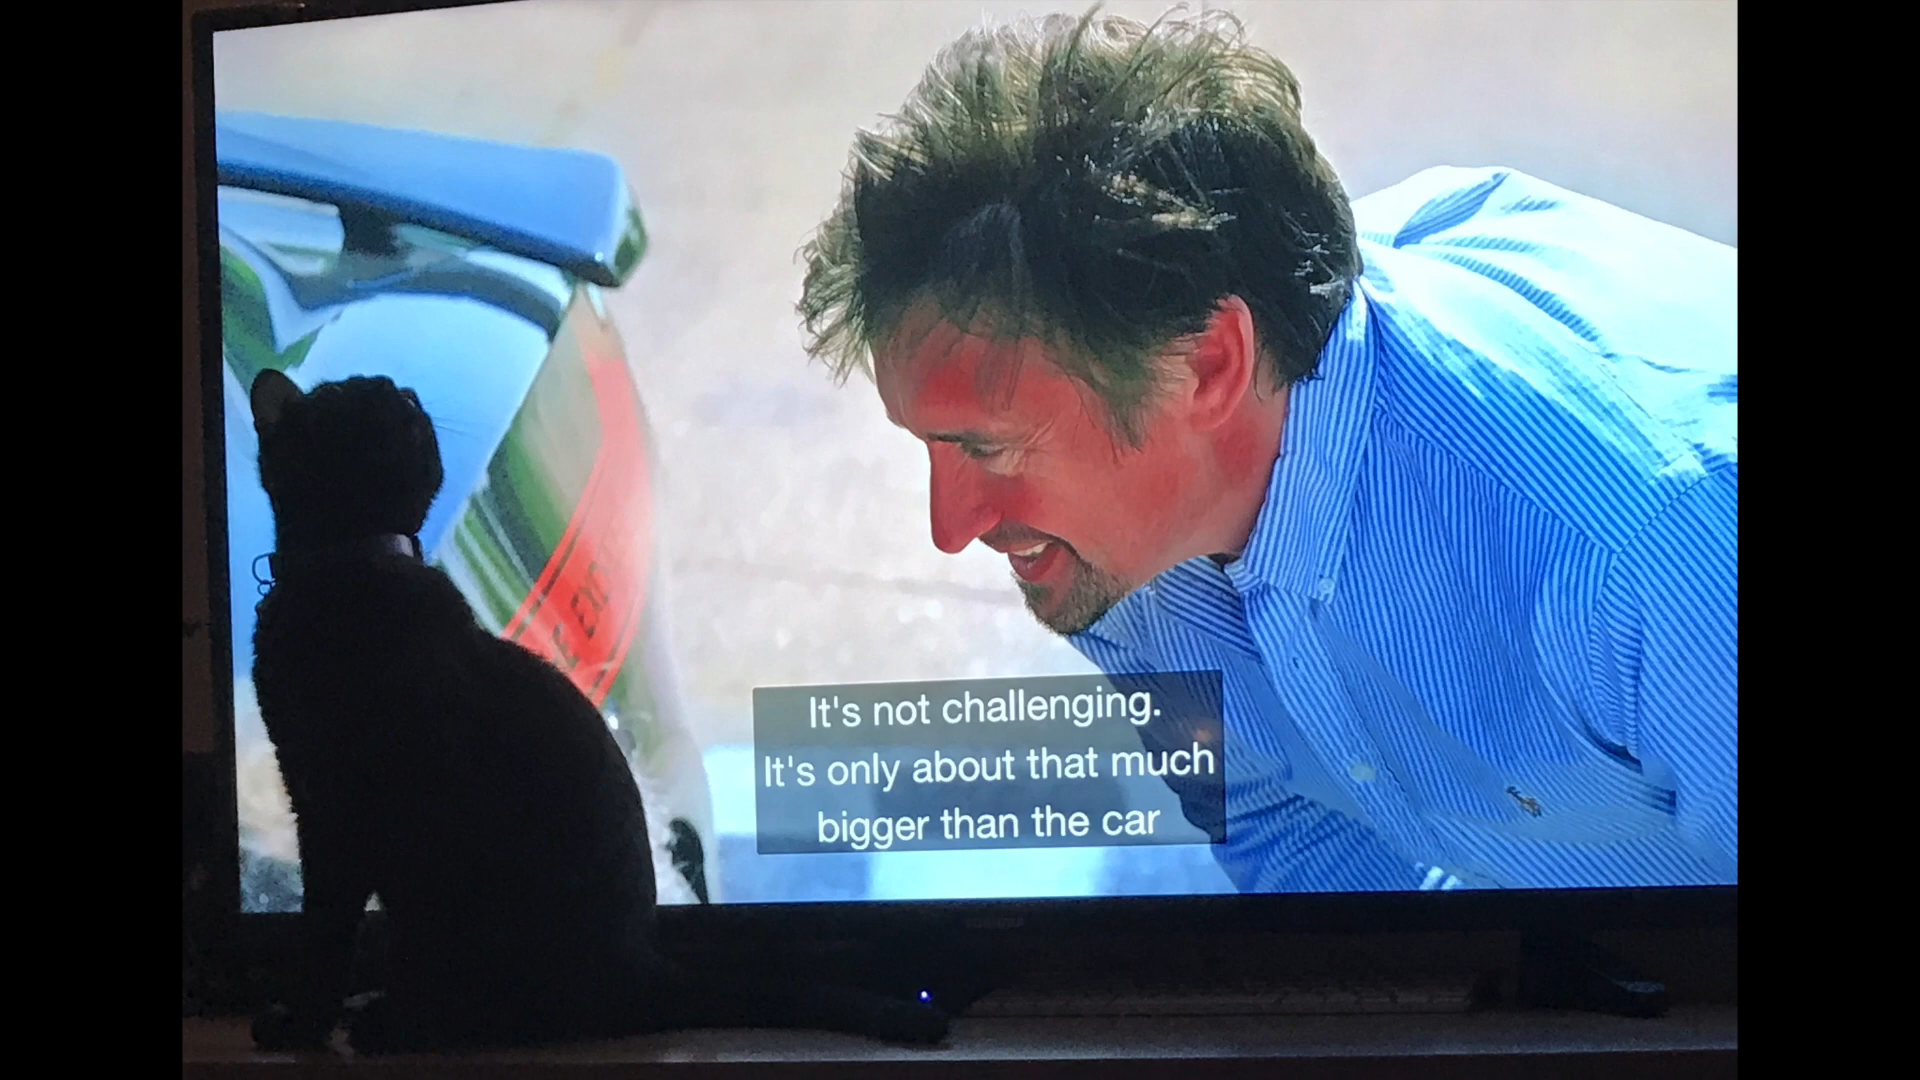 It's not challenging.
It's only about that much
bigger than the car